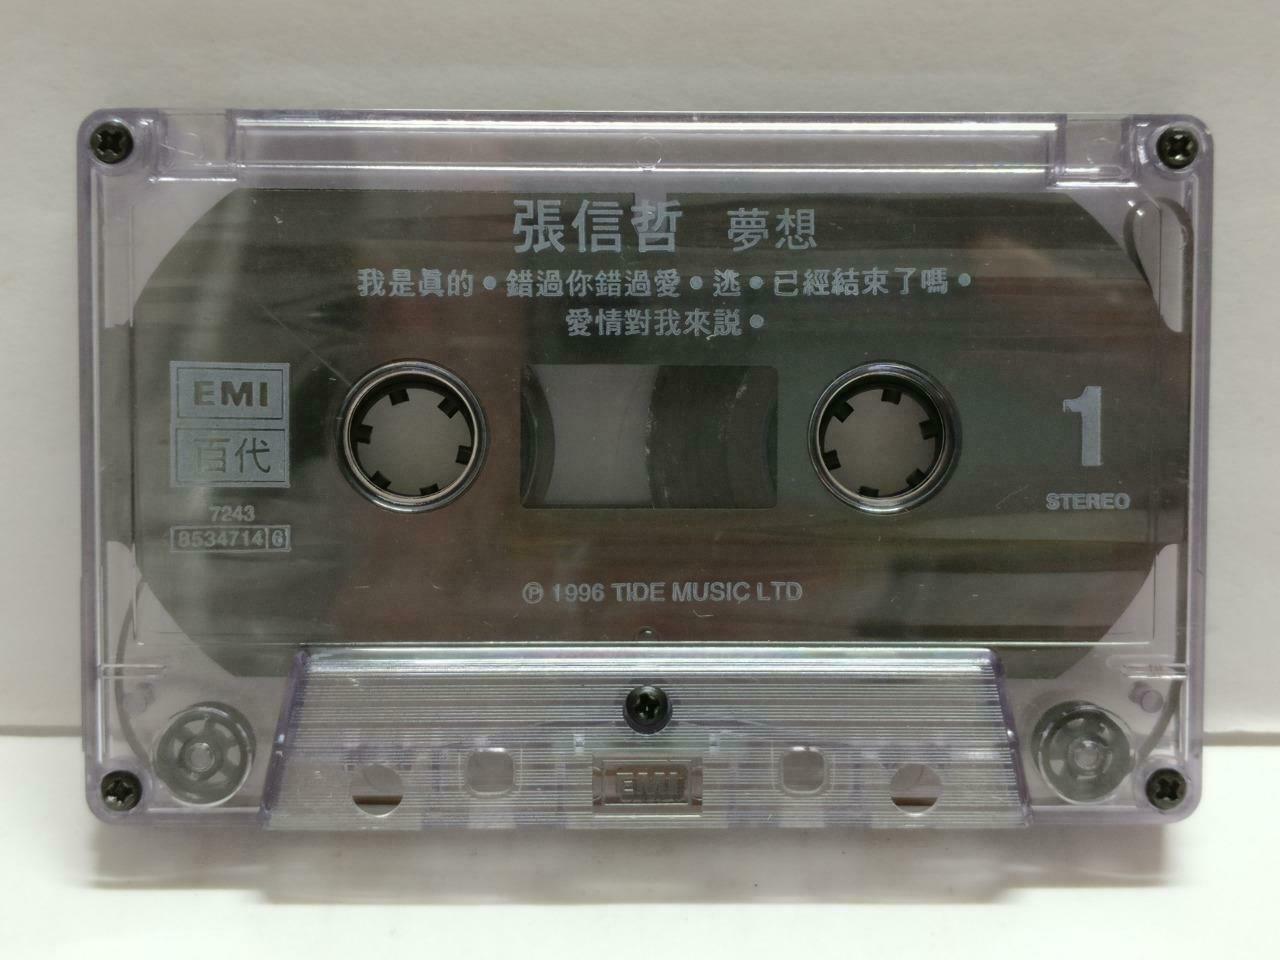 張信哲 夢想
我是眞的•錯過你錯過愛•逃•已經結束了嗎•
愛情對我來說•
EMI
百代
7243
8534714 6
1
STEREO
℗ 1996 TIDE MUSIC LTD
EMI